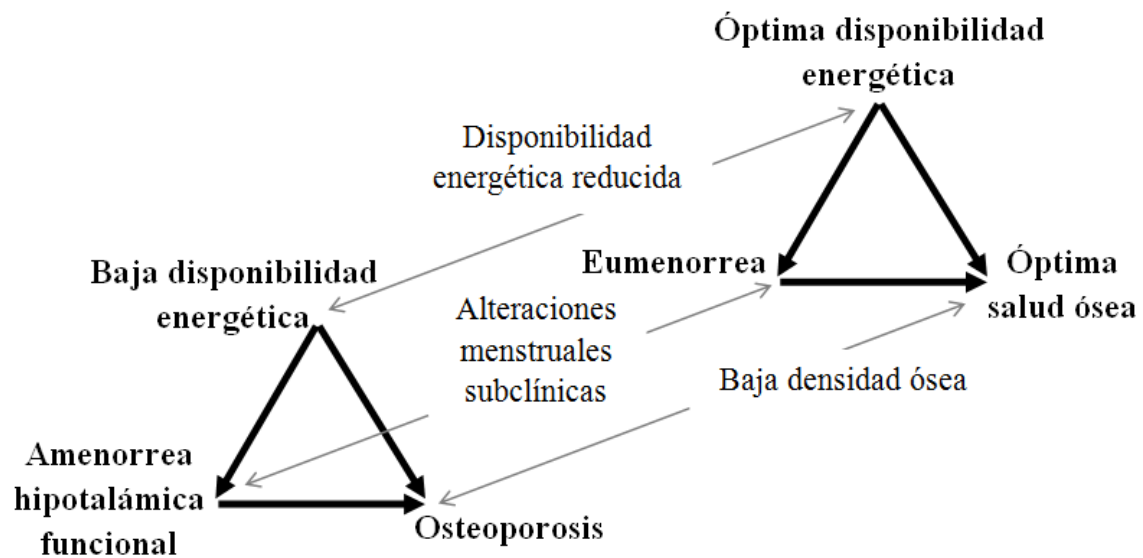 Óptima disponibilidad
energética
Disponibilidad
energética reducida
Eumenorrea
Óptima
salud ósea
Baja disponibilidad
energética
Alteraciones
menstruales
subclínicas
Baja densidad ósea
Amenorrea
hipotalámica
funcional
Osteoporosis